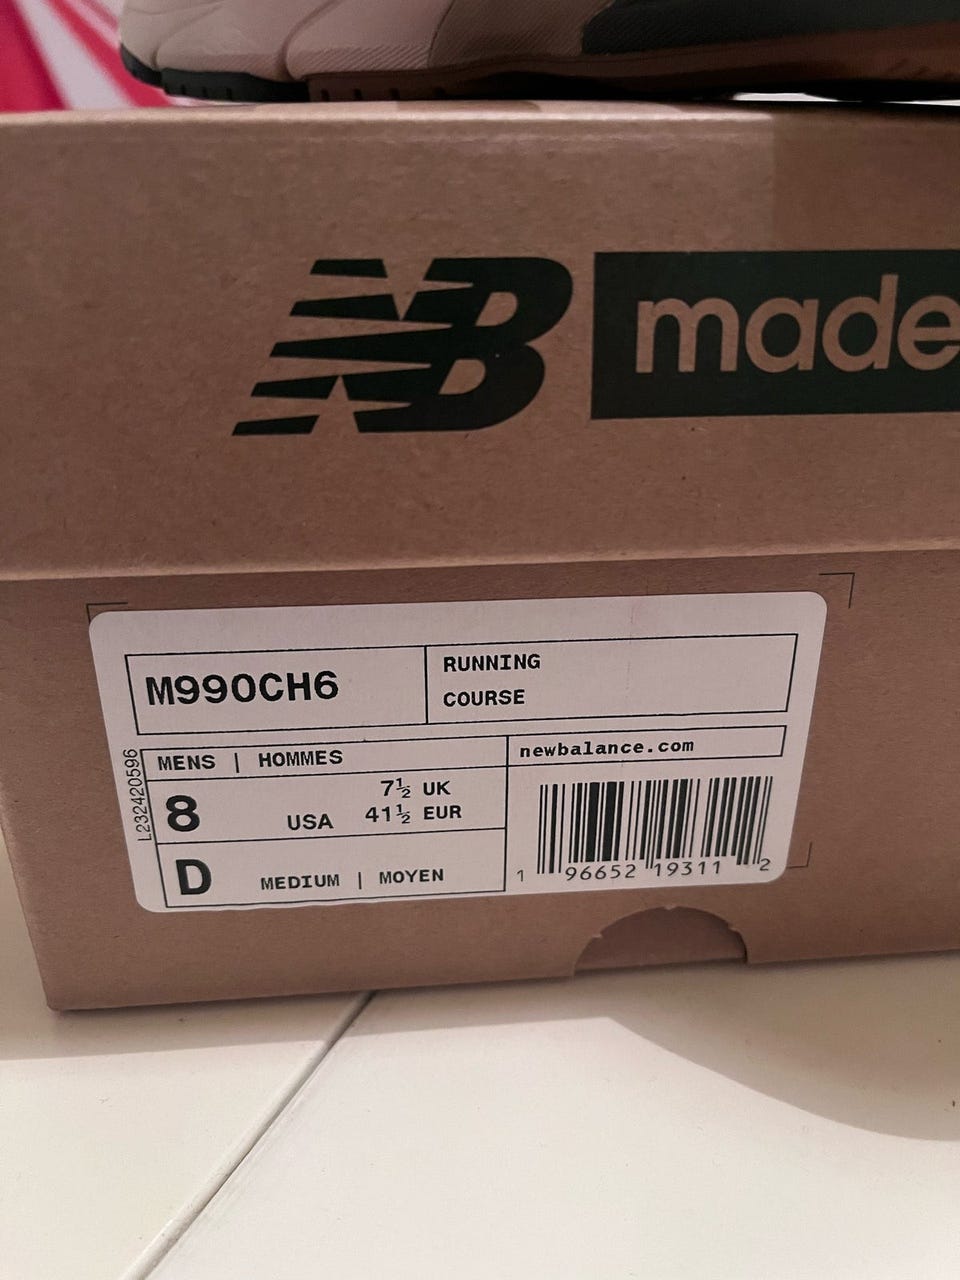 NB made
M990CH6
RUNNING
COURSE
MENS | HOMMES
newbalance.com
8 USA
7½ UK
41½ EUR
D MEDIUM | MOYEN
1 96652 19311 2
L232420596